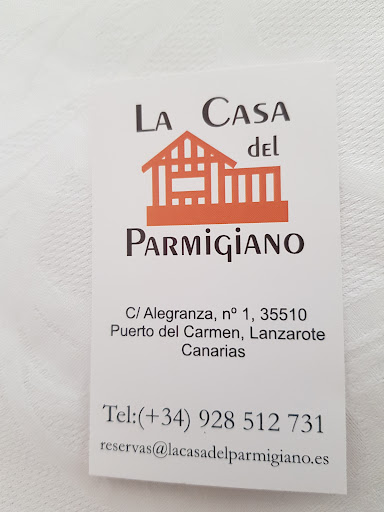 La Casa
del
Parmigiano
C/ Alegranza, nº 1, 35510
Puerto del Carmen, Lanzarote
Canarias
Tel:(+34) 928 512 731
reservas@lacasadelparmigiano.es